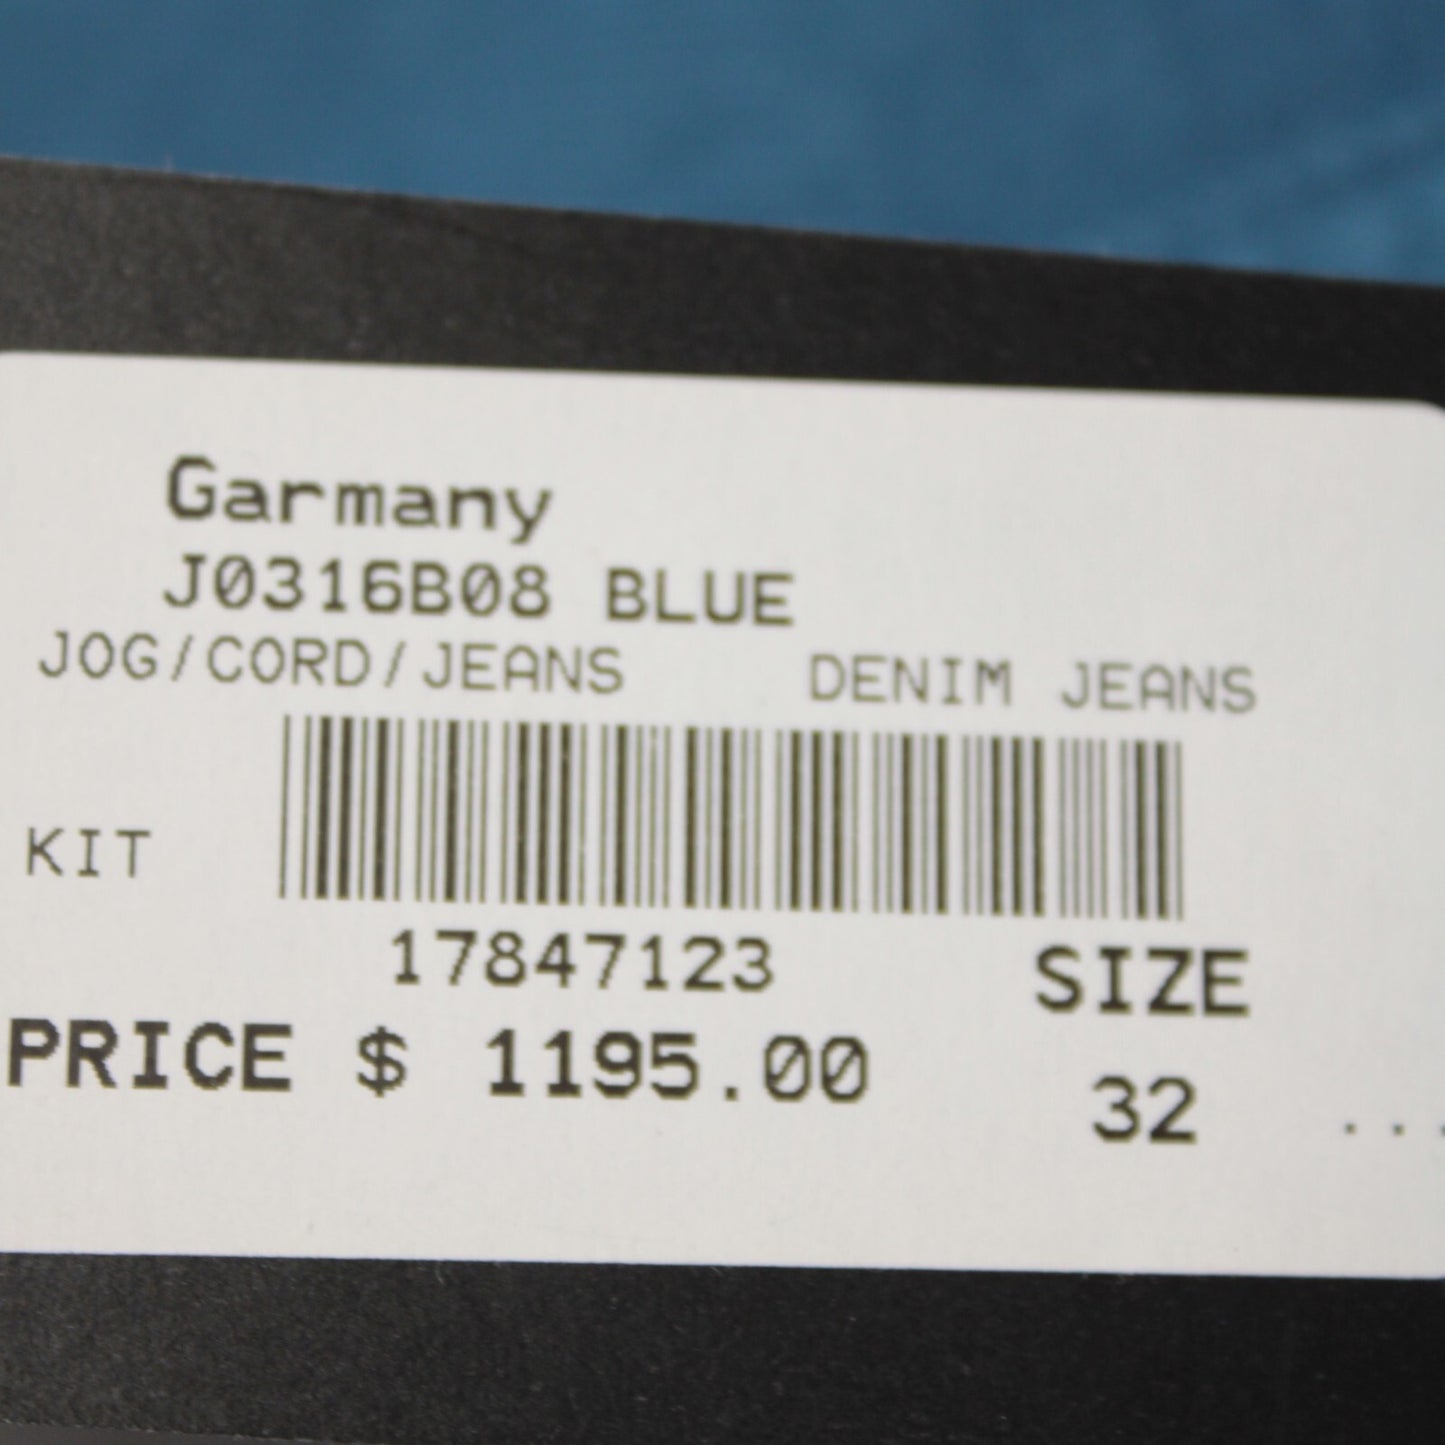 Garmany
J0316B08 BLUE
JOG/CORD/JEANS DENIM JEANS
KIT
17847123 SIZE
PRICE $ 1195.00
32 ...